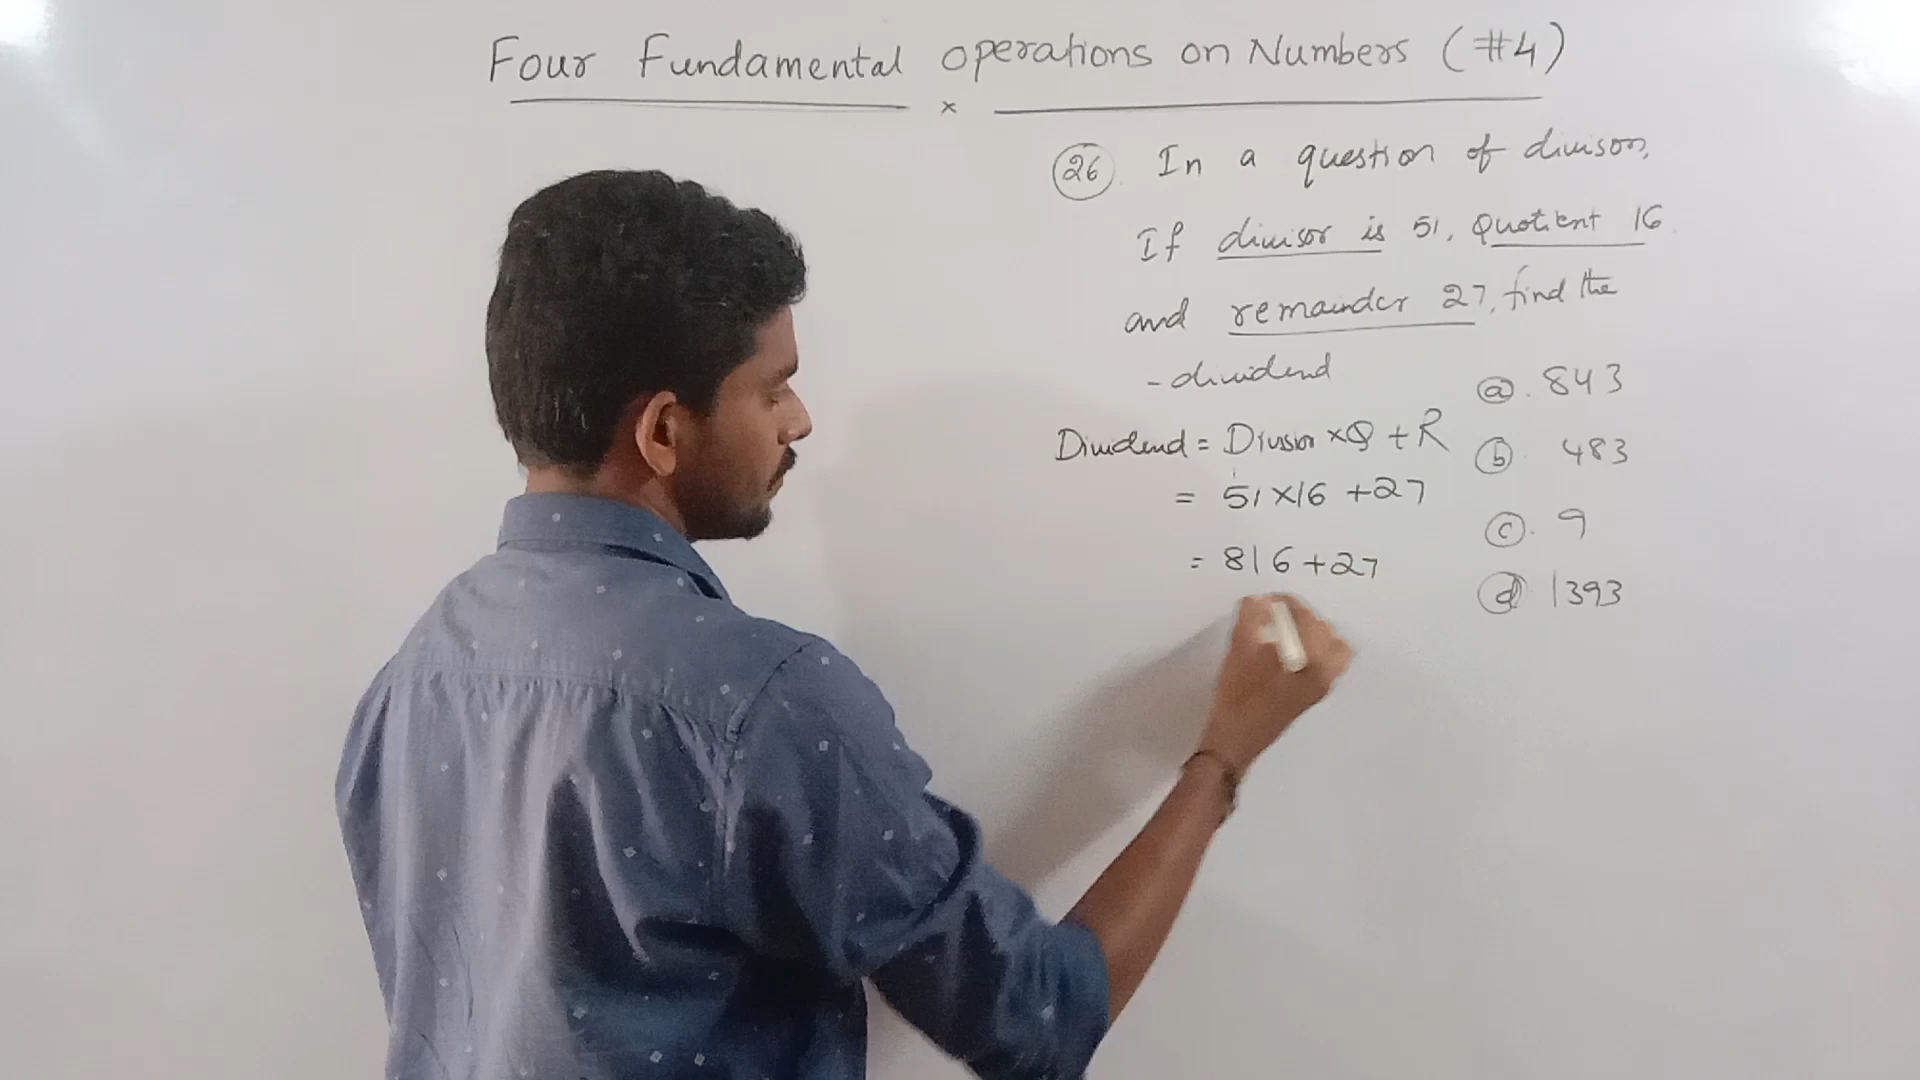 Four Fundamental operations on Numbers (#4)
x
26. In a question of divison,
If divisor is 51, Quotient 16
and remainder 27, find the
- dividend
a. 843
Dividend = Divisior x Q + R
b. 483
= 51 x 16 + 27
c. 9
= 816 + 27
d 1393